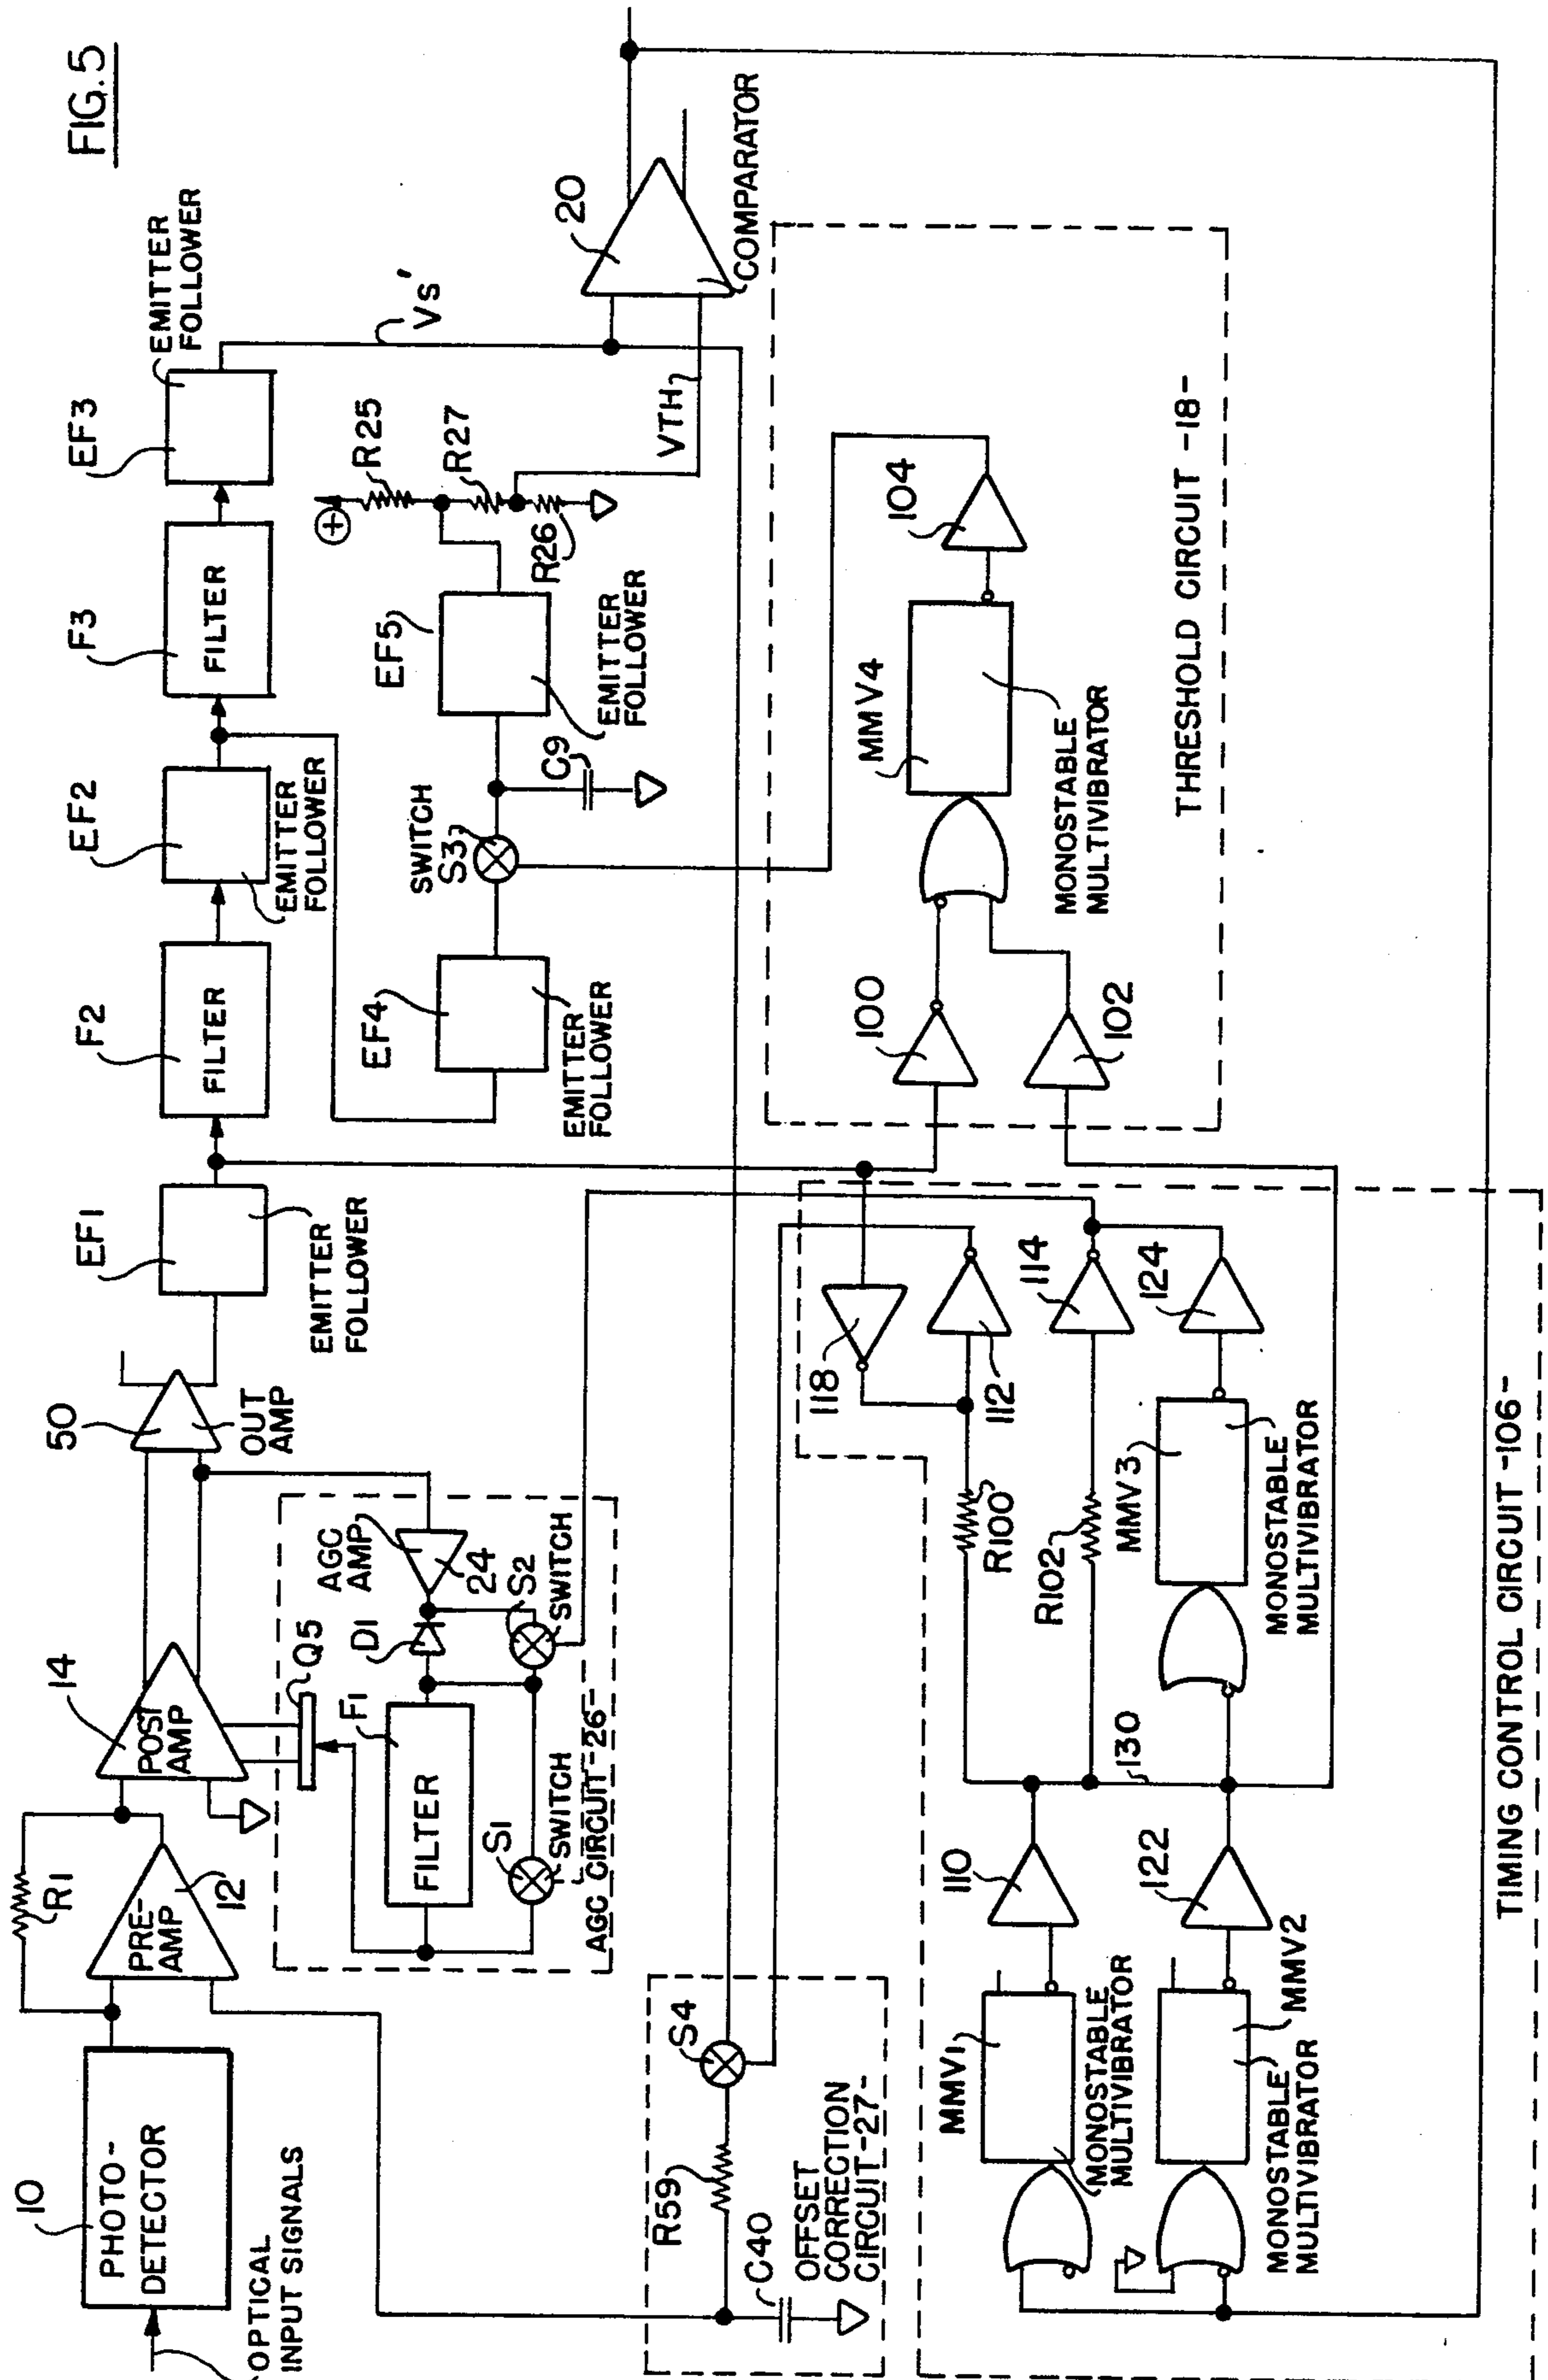 FIG.5
10
PHOTO-
DETECTOR
OPTICAL
INPUT SIGNALS
R1
PRE-
AMP
12
14
POST
AMP
Q5
50
OUT
AMP
EF1
EMITTER
FOLLOWER
F2
FILTER
EF2
EMITTER
FOLLOWER
F3
FILTER
EF3
EMITTER
FOLLOWER
Vs'
20
COMPARATOR
VTH
R25
R27
R26
+
EF5
EMITTER
FOLLOWER
C9
SWITCH
S3
EF4
EMITTER
FOLLOWER
AGC
AMP
24
D1
S2
SWITCH
F1
FILTER
S1
SWITCH
AGC CIRCUIT-26-
S4
R59
C40
OFFSET
CORRECTION
CIRCUIT-27-
100
102
MMV4
MONOSTABLE
MULTIVIBRATOR
104
THRESHOLD CIRCUIT -18-
118
112
114
124
R100
R102
MMV3
MONOSTABLE
MULTIVIBRATOR
130
110
122
MMV1
MONOSTABLE
MULTIVIBRATOR
MMV2
MONOSTABLE
MULTIVIBRATOR
TIMING CONTROL CIRCUIT -106-